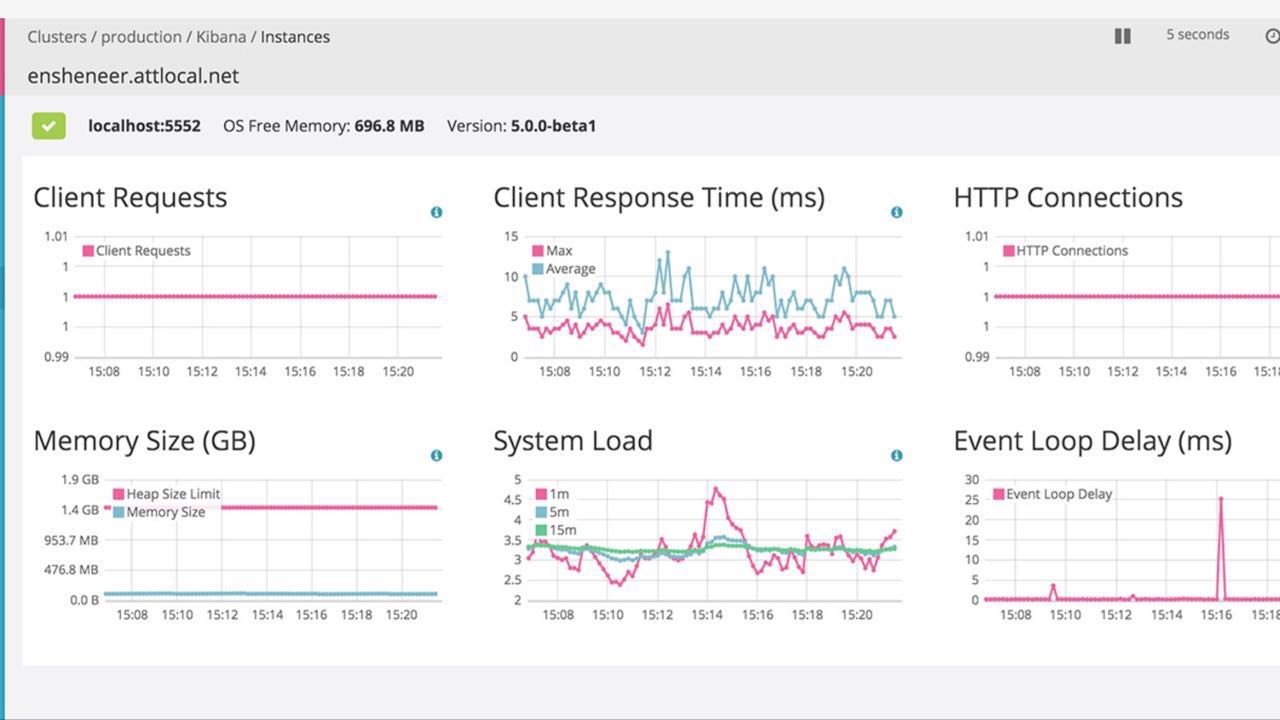 Clusters / production / Kibana / Instances
5 seconds
ensheneer.attlocal.net
localhost:5552 OS Free Memory: 696.8 MB Version: 5.0.0-beta1
Client Requests
1.01
Client Requests
1
1
1
0.99
15:08 15:10 15:12 15:14 15:16 15:18 15:20
Client Response Time (ms)
15
Max
10
Average
5
0
15:08 15:10 15:12 15:14 15:16 15:18 15:20
HTTP Connections
1.01
HTTP Connections
1
1
1
0.99
15:08 15:10 15:12 15:14 15:16 15:18
Memory Size (GB)
1.9 GB
Heap Size Limit
1.4 GB
Memory Size
953.7 MB
476.8 MB
0.0 B
15:08 15:10 15:12 15:14 15:16 15:18 15:20
System Load
5
1m
4.5
5m
4
15m
3.5
3
2.5
2
15:08 15:10 15:12 15:14 15:16 15:18 15:20
Event Loop Delay (ms)
30
Event Loop Delay
25
20
15
10
5
0
15:08 15:10 15:12 15:14 15:16 15:18